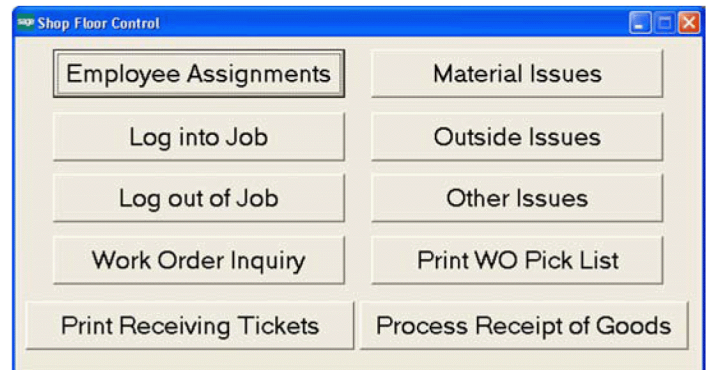 sage Shop Floor Control
Employee Assignments
Material Issues
Log into Job
Outside Issues
Log out of Job
Other Issues
Work Order Inquiry
Print WO Pick List
Print Receiving Tickets
Process Receipt of Goods